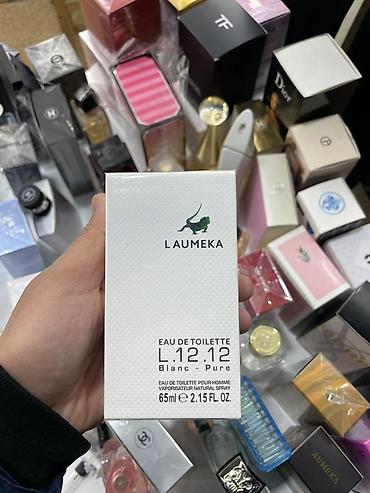 TF
Dior
LAUMEKA
EAU DE TOILETTE
L.12.12
Blanc - Pure
EAU DE TOILETTE POUR HOMME
VAPORISATEUR NATURAL SPRAY
65ml e 2.15 FL. OZ.
AUMEKA